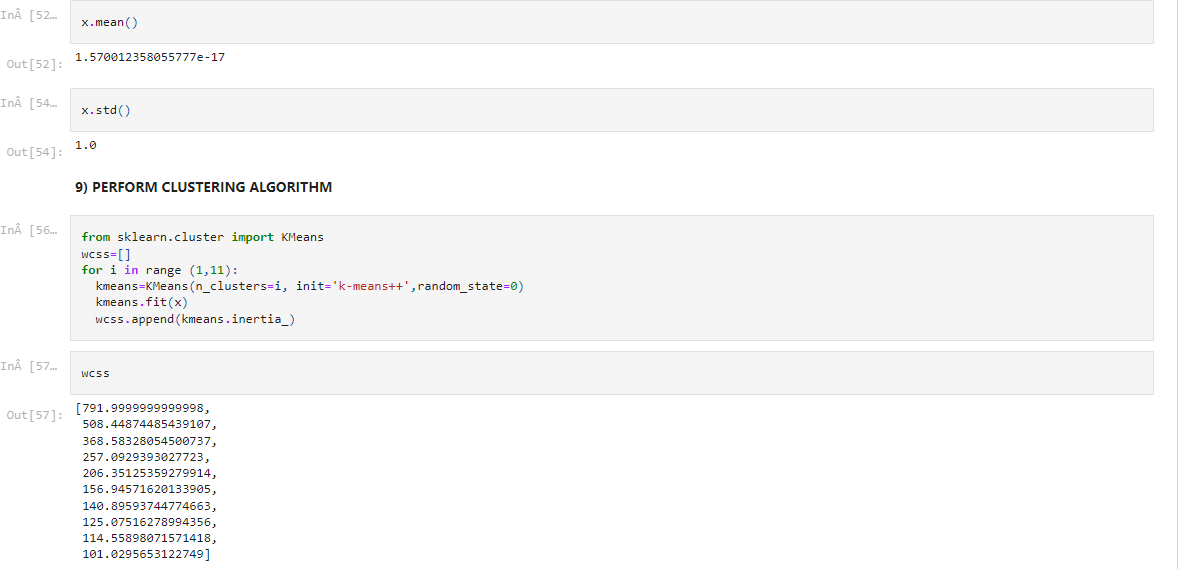 InÂ [52…
x.mean()
Out[52]:
1.570012358055777e-17
InÂ [54…
x.std()
Out[54]:
1.0
9) PERFORM CLUSTERING ALGORITHM
InÂ [56…
from sklearn.cluster import KMeans
wcss=[]
for i in range (1,11):
  kmeans=KMeans(n_clusters=i, init='k-means++',random_state=0)
  kmeans.fit(x)
  wcss.append(kmeans.inertia_)
InÂ [57…
wcss
Out[57]:
[791.9999999999998,
 508.44874485439107,
 368.58328054500737,
 257.0929393027723,
 206.35125359279914,
 156.94571620133905,
 140.89593744774663,
 125.07516278994356,
 114.55898071571418,
 101.0295653122749]